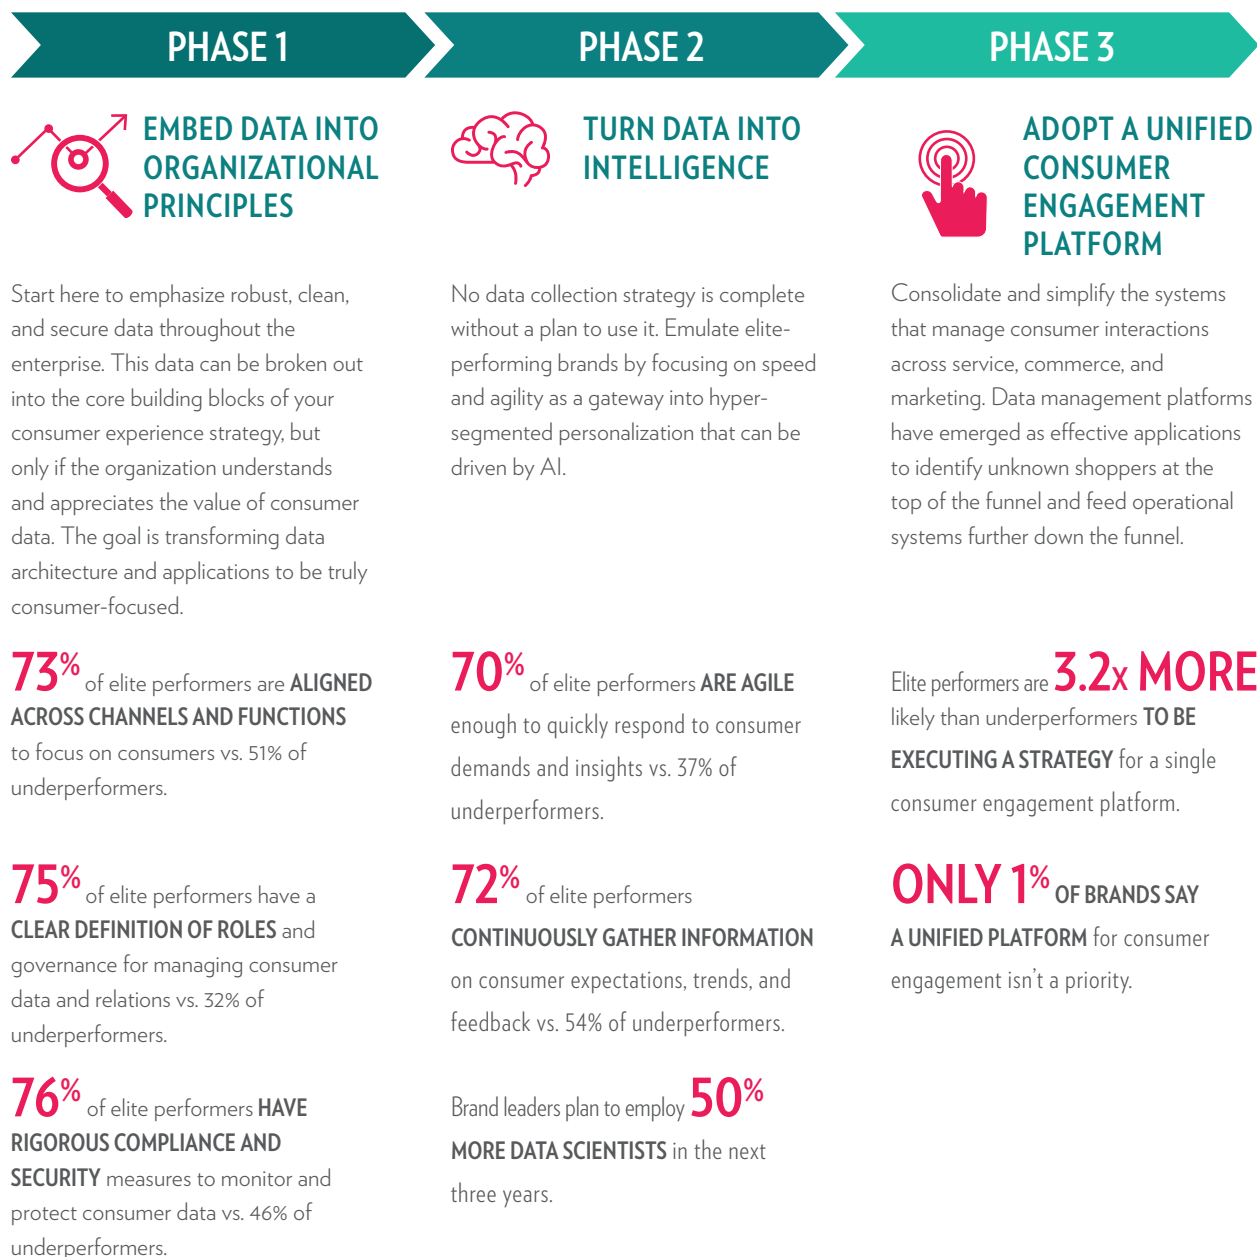 PHASE 1
PHASE 2
PHASE 3
EMBED DATA INTO
ORGANIZATIONAL
PRINCIPLES
Start here to emphasize robust, clean,
and secure data throughout the
enterprise. This data can be broken out
into the core building blocks of your
consumer experience strategy, but
only if the organization understands
and appreciates the value of consumer
data. The goal is transforming data
architecture and applications to be truly
consumer-focused.
73% of elite performers are ALIGNED
ACROSS CHANNELS AND FUNCTIONS
to focus on consumers vs. 51% of
underperformers.
75% of elite performers have a
CLEAR DEFINITION OF ROLES and
governance for managing consumer
data and relations vs. 32% of
underperformers.
76% of elite performers HAVE
RIGOROUS COMPLIANCE AND
SECURITY measures to monitor and
protect consumer data vs. 46% of
underperformers.
TURN DATA INTO
INTELLIGENCE
No data collection strategy is complete
without a plan to use it. Emulate elite-
performing brands by focusing on speed
and agility as a gateway into hyper-
segmented personalization that can be
driven by AI.
70% of elite performers ARE AGILE
enough to quickly respond to consumer
demands and insights vs. 37% of
underperformers.
72% of elite performers
CONTINUOUSLY GATHER INFORMATION
on consumer expectations, trends, and
feedback vs. 54% of underperformers.
Brand leaders plan to employ 50%
MORE DATA SCIENTISTS in the next
three years.
ADOPT A UNIFIED
CONSUMER
ENGAGEMENT
PLATFORM
Consolidate and simplify the systems
that manage consumer interactions
across service, commerce, and
marketing. Data management platforms
have emerged as effective applications
to identify unknown shoppers at the
top of the funnel and feed operational
systems further down the funnel.
Elite performers are 3.2x MORE
likely than underperformers TO BE
EXECUTING A STRATEGY for a single
consumer engagement platform.
ONLY 1% OF BRANDS SAY
A UNIFIED PLATFORM for consumer
engagement isn't a priority.